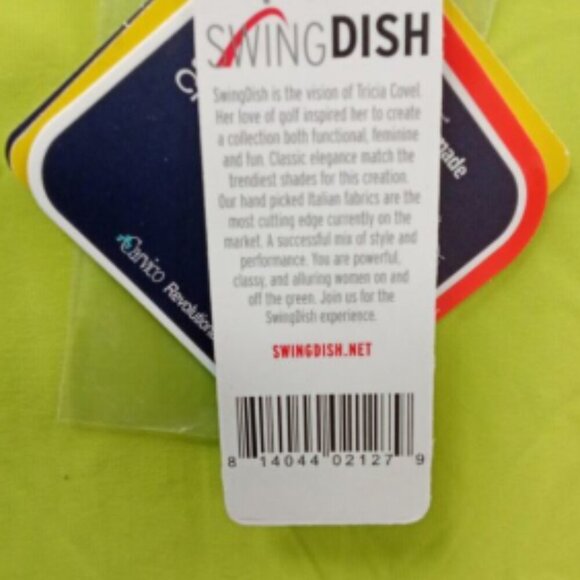 SWINGDISH
SwingDish is the vision of Tricia Covel.
Her love of golf inspired her to create
a collection both functional, feminine
and fun. Classic elegance match the
trendiest shades for this creation.
Our hand picked Italian fabrics are the
most cutting edge currently on the
market. A successful mix of style and
performance. You are powerful,
classy, and alluring women on and
off the green. Join us for the
SwingDish experience.
SWINGDISH.NET
8 14044 02127 9
Carvico Revolution
made